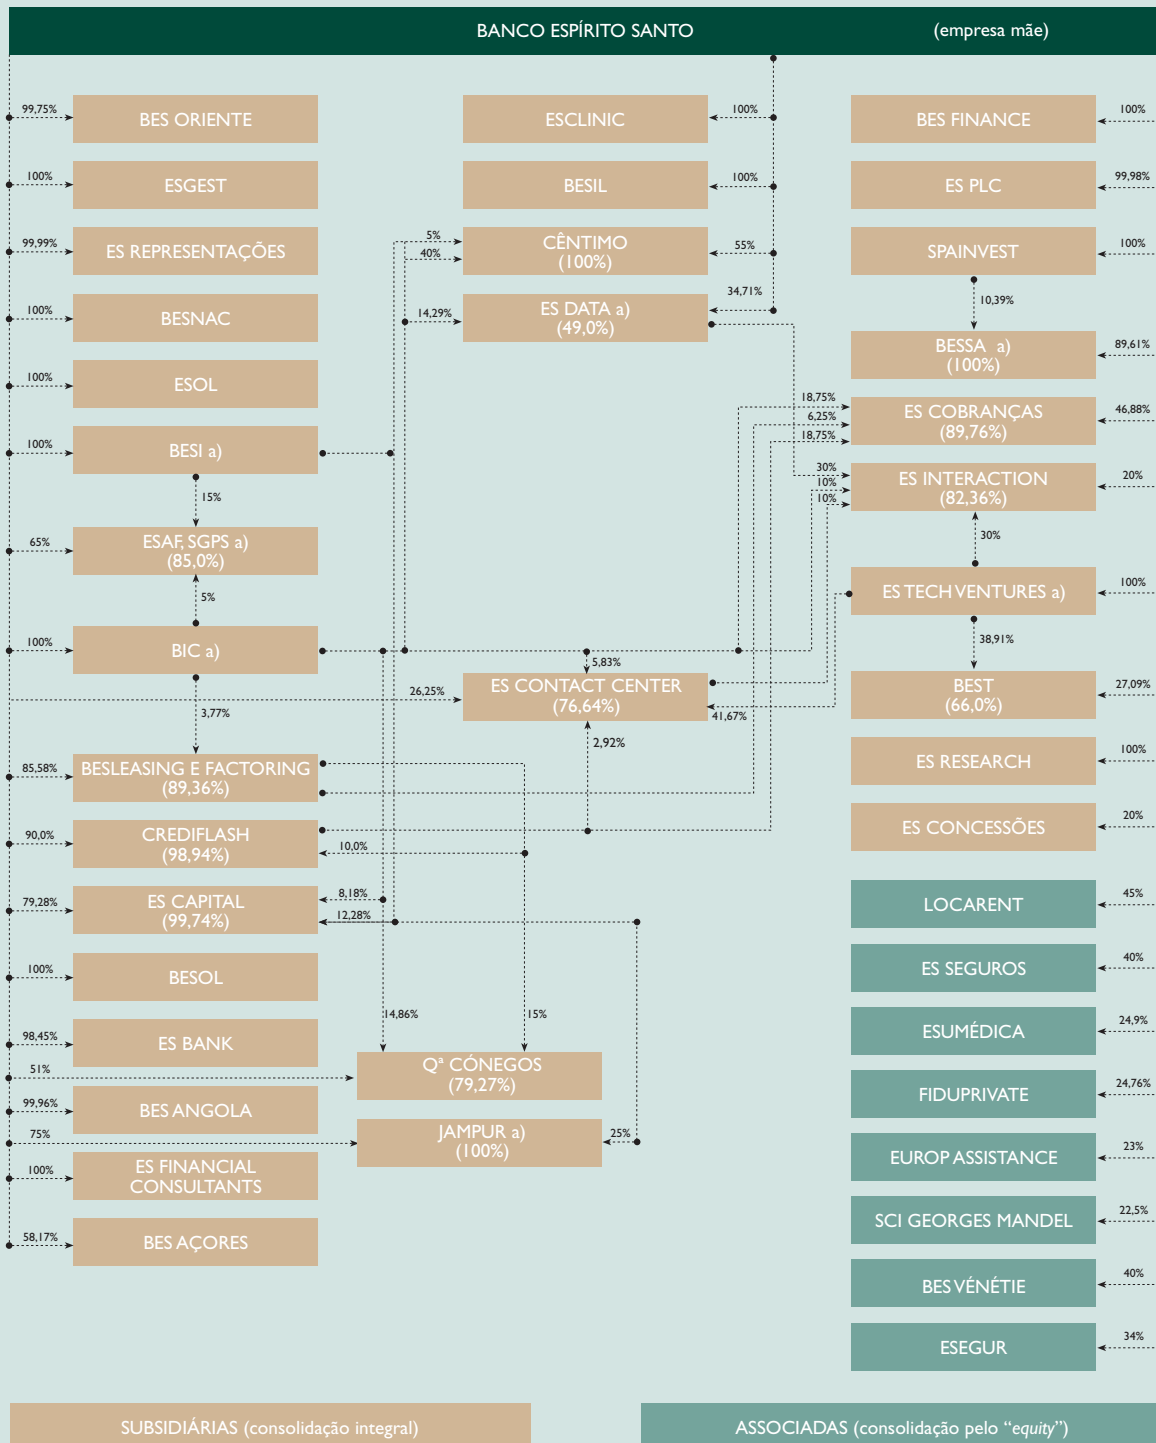 BANCO ESPÍRITO SANTO (empresa mãe)
99,75%
BES ORIENTE
100%
ESGEST
99,99%
ES REPRESENTAÇÕES
100%
BESNAC
100%
ESOL
100%
BESI a)
15%
65%
ESAF, SGPS a)
(85,0%)
5%
100%
BIC a)
3,77%
85,58%
BESLEASING E FACTORING
(89,36%)
90,0%
CREDIFLASH
(98,94%)
10,0%
79,28%
ES CAPITAL
(99,74%)
8,18%
12,28%
100%
BESOL
98,45%
ES BANK
51%
99,96%
BES ANGOLA
75%
100%
ES FINANCIAL
CONSULTANTS
58,17%
BES AÇORES
ESCLINIC
100%
BESIL
100%
5%
40%
CÊNTIMO
(100%)
55%
34,71%
14,29%
ES DATA a)
(49,0%)
5,83%
26,25%
ES CONTACT CENTER
(76,64%)
41,67%
2,92%
14,86%
15%
Qª CÓNEGOS
(79,27%)
JAMPUR a)
(100%)
25%
BES FINANCE
100%
ES PLC
99,98%
SPAINVEST
100%
10,39%
BESSA a)
(100%)
89,61%
18,75%
6,25%
18,75%
ES COBRANÇAS
(89,76%)
46,88%
30%
10%
10%
ES INTERACTION
(82,36%)
20%
30%
ES TECH VENTURES a)
100%
38,91%
BEST
(66,0%)
27,09%
ES RESEARCH
100%
ES CONCESSÕES
20%
LOCARENT
45%
ES SEGUROS
40%
ESUMÉDICA
24,9%
FIDUPRIVATE
24,76%
EUROP ASSISTANCE
23%
SCI GEORGES MANDEL
22,5%
BES VÉNÉTIE
40%
ESEGUR
34%
SUBSIDIÁRIAS (consolidação integral)
ASSOCIADAS (consolidação pelo “equity”)